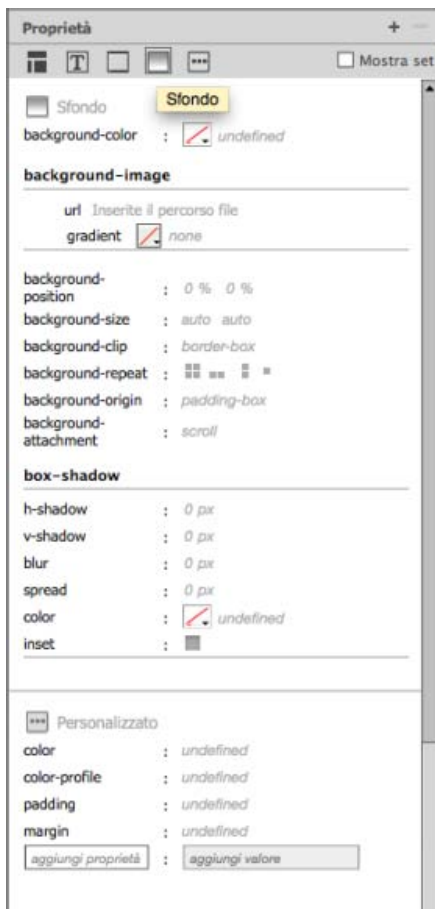 Proprietà + −
T Mostra set
Sfondo
Sfondo
background-color : undefined
background-image
url Inserite il percorso file
gradient none
background-
position : 0 % 0 %
background-size : auto auto
background-clip : border-box
background-repeat :
background-origin : padding-box
background-
attachment : scroll
box-shadow
h-shadow : 0 px
v-shadow : 0 px
blur : 0 px
spread : 0 px
color : undefined
inset :
Personalizzato
color : undefined
color-profile : undefined
padding : undefined
margin : undefined
aggiungi proprietà : aggiungi valore